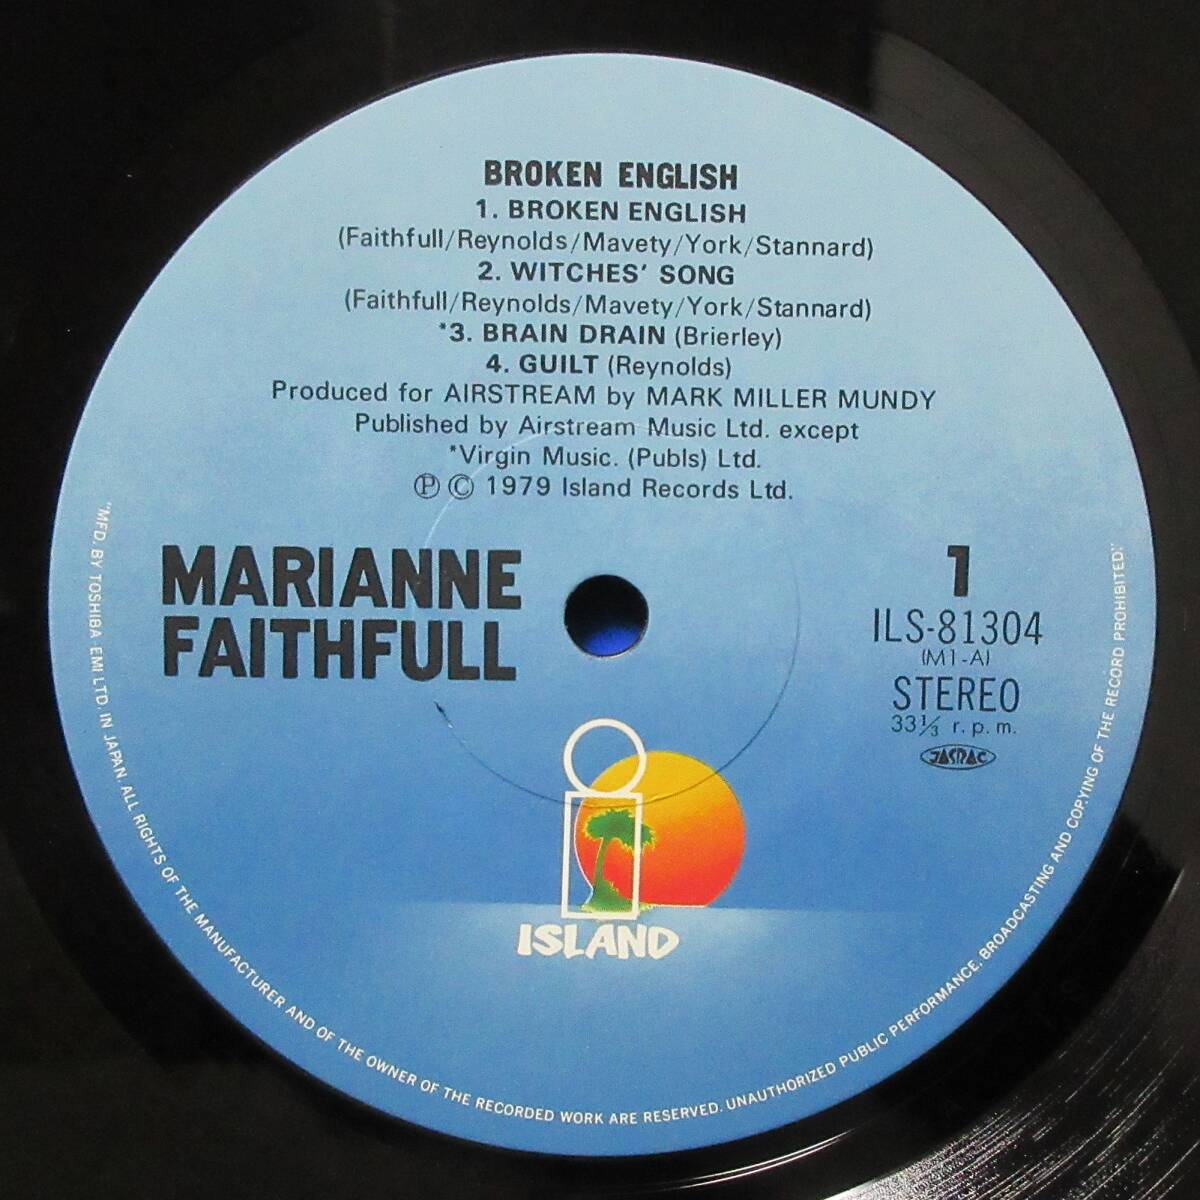 BROKEN ENGLISH
1. BROKEN ENGLISH
(Faithfull/Reynolds/Mavety/York/Stannard)
2. WITCHES' SONG
(Faithfull/Reynolds/Mavety/York/Stannard)
*3. BRAIN DRAIN (Brierley)
4. GUILT (Reynolds)
Produced for AIRSTREAM by MARK MILLER MUNDY
Published by Airstream Music Ltd. except
*Virgin Music. (Publs) Ltd.
Ⓟ Ⓒ 1979 Island Records Ltd.
MARIANNE
FAITHFULL
1
ILS-81304
(M1-A)
STEREO
33⅓ r.p.m.
JASRAC
i
ISLAND
"MFD. BY TOSHIBA-EMI LTD. IN JAPAN. ALL RIGHTS OF THE MANUFACTURER AND OF THE OWNER OF THE RECORDED WORK ARE RESERVED. UNAUTHORIZED PUBLIC PERFORMANCE, BROADCASTING AND COPYING OF THE RECORD PROHIBITED."